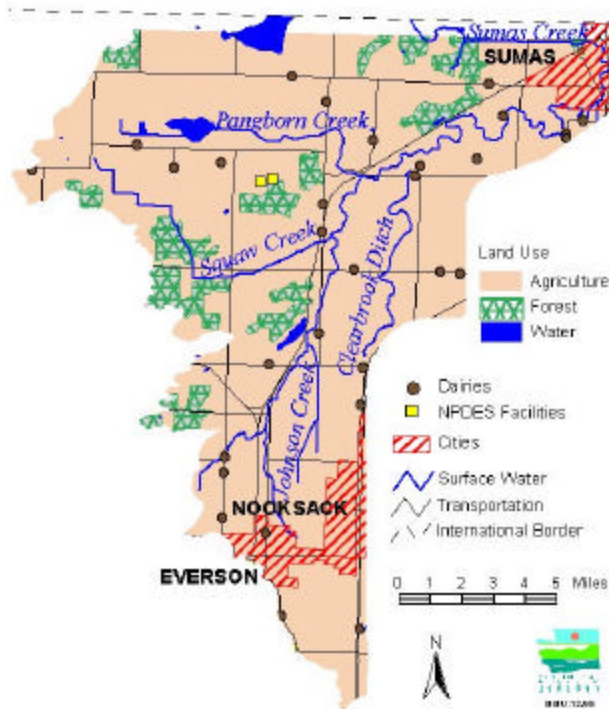 Sumas Creek
SUMAS
Pangborn Creek
Squaw Creek
Clearbrook Ditch
Johnson Creek
NOOKSACK
EVERSON
Land Use
Agriculture
Forest
Water
Dairies
NPDES Facilities
Cities
Surface Water
Transportation
International Border
0 1 2 3 4 5 Miles
N